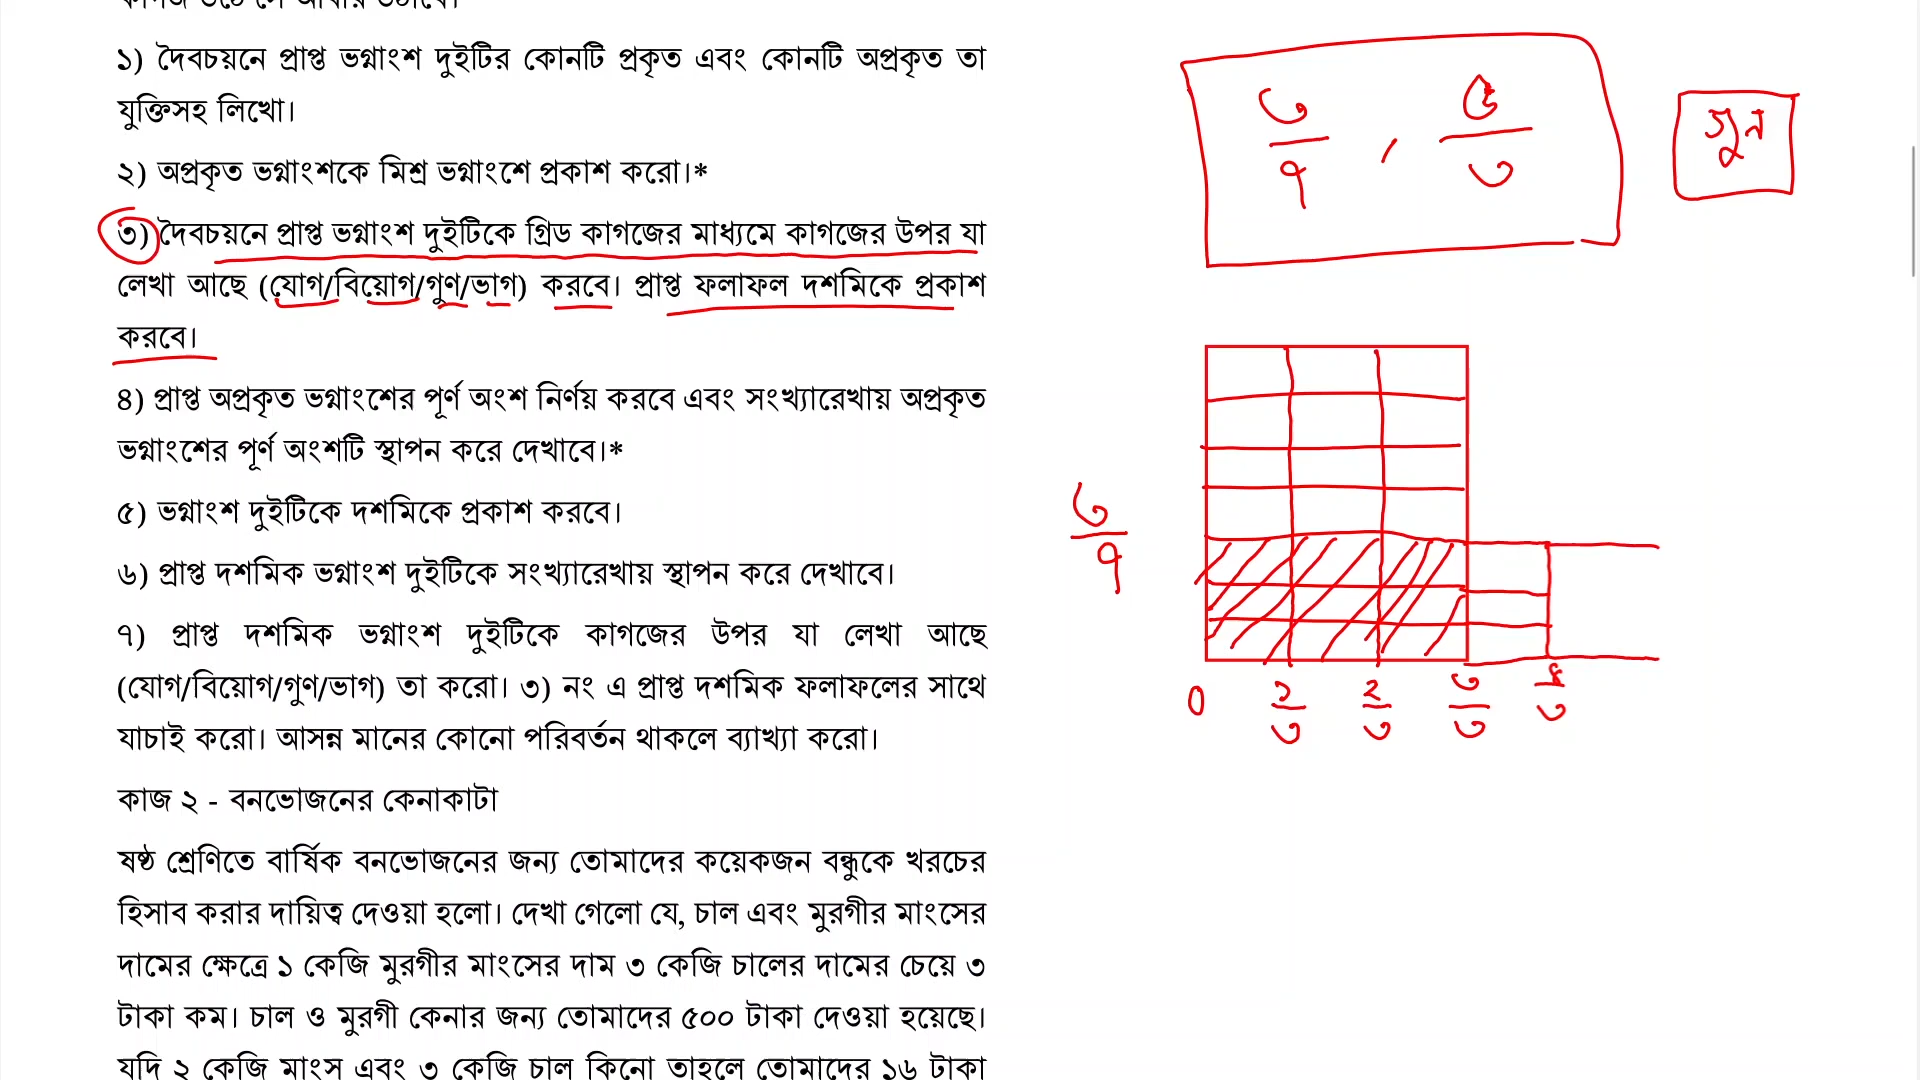 ১) দৈবচয়নে প্রাপ্ত ভগ্নাংশ দুইটির কোনটি প্রকৃত এবং কোনটি অপ্রকৃত তা
যুক্তিসহ লিখো।
২) অপ্রকৃত ভগ্নাংশকে মিশ্র ভগ্নাংশে প্রকাশ করো।*
৩) দৈবচয়নে প্রাপ্ত ভগ্নাংশ দুইটিকে গ্রিড কাগজের মাধ্যমে কাগজের উপর যা
লেখা আছে (যোগ/বিয়োগ/গুণ/ভাগ) করবে। প্রাপ্ত ফলাফল দশমিকে প্রকাশ
করবে।
৪) প্রাপ্ত অপ্রকৃত ভগ্নাংশের পূর্ণ অংশ নির্ণয় করবে এবং সংখ্যারেখায় অপ্রকৃত
ভগ্নাংশের পূর্ণ অংশটি স্থাপন করে দেখাবে।*
৫) ভগ্নাংশ দুইটিকে দশমিকে প্রকাশ করবে।
৬) প্রাপ্ত দশমিক ভগ্নাংশ দুইটিকে সংখ্যারেখায় স্থাপন করে দেখাবে।
৭) প্রাপ্ত দশমিক ভগ্নাংশ দুইটিকে কাগজের উপর যা লেখা আছে
(যোগ/বিয়োগ/গুণ/ভাগ) তা করো। ৩) নং এ প্রাপ্ত দশমিক ফলাফলের সাথে
যাচাই করো। আসন্ন মানের কোনো পরিবর্তন থাকলে ব্যাখ্যা করো।
কাজ ২ - বনভোজনের কেনাকাটা
ষষ্ঠ শ্রেণিতে বার্ষিক বনভোজনের জন্য তোমাদের কয়েকজন বন্ধুকে খরচের
হিসাব করার দায়িত্ব দেওয়া হলো। দেখা গেলো যে, চাল এবং মুরগীর মাংসের
দামের ক্ষেত্রে ১ কেজি মুরগীর মাংসের দাম ৩ কেজি চালের দামের চেয়ে ৩
টাকা কম। চাল ও মুরগী কেনার জন্য তোমাদের ৫০০ টাকা দেওয়া হয়েছে।
যদি ২ কেজি মাংস এবং ৩ কেজি চাল কিনো তাহলে তোমাদের ১৬ টাকা
৩ ৫
৭ , ৩
গুন
৩
৭
0 ১ ২ ৩
৩ ৩ ৩ ৩